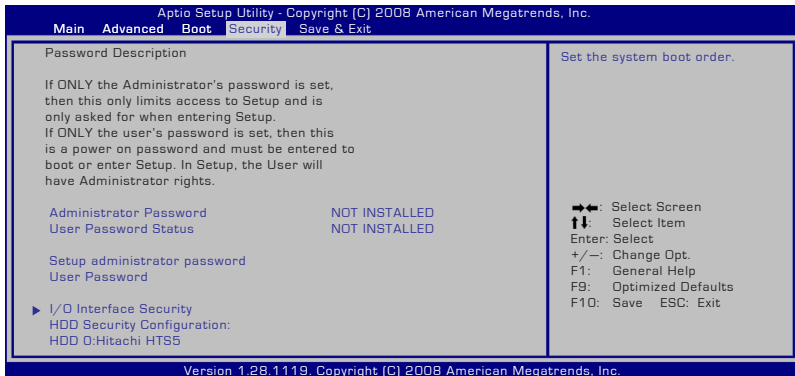 Aptio Setup Utility - Copyright (C) 2008 American Megatrends, Inc.
Main Advanced Boot Security Save & Exit
Password Description
If ONLY the Administrator's password is set,
then this only limits access to Setup and is
only asked for when entering Setup.
If ONLY the user's password is set, then this
is a power on password and must be entered to
boot or enter Setup. In Setup, the User will
have Administrator rights.
Administrator Password NOT INSTALLED
User Password Status NOT INSTALLED
Setup administrator password
User Password
I/O Interface Security
HDD Security Configuration:
HDD 0:Hitachi HTS5
Set the system boot order.
→←: Select Screen
↑↓: Select Item
Enter: Select
+/—: Change Opt.
F1: General Help
F9: Optimized Defaults
F10: Save ESC: Exit
Version 1.28.1119. Copyright (C) 2008 American Megatrends, Inc.